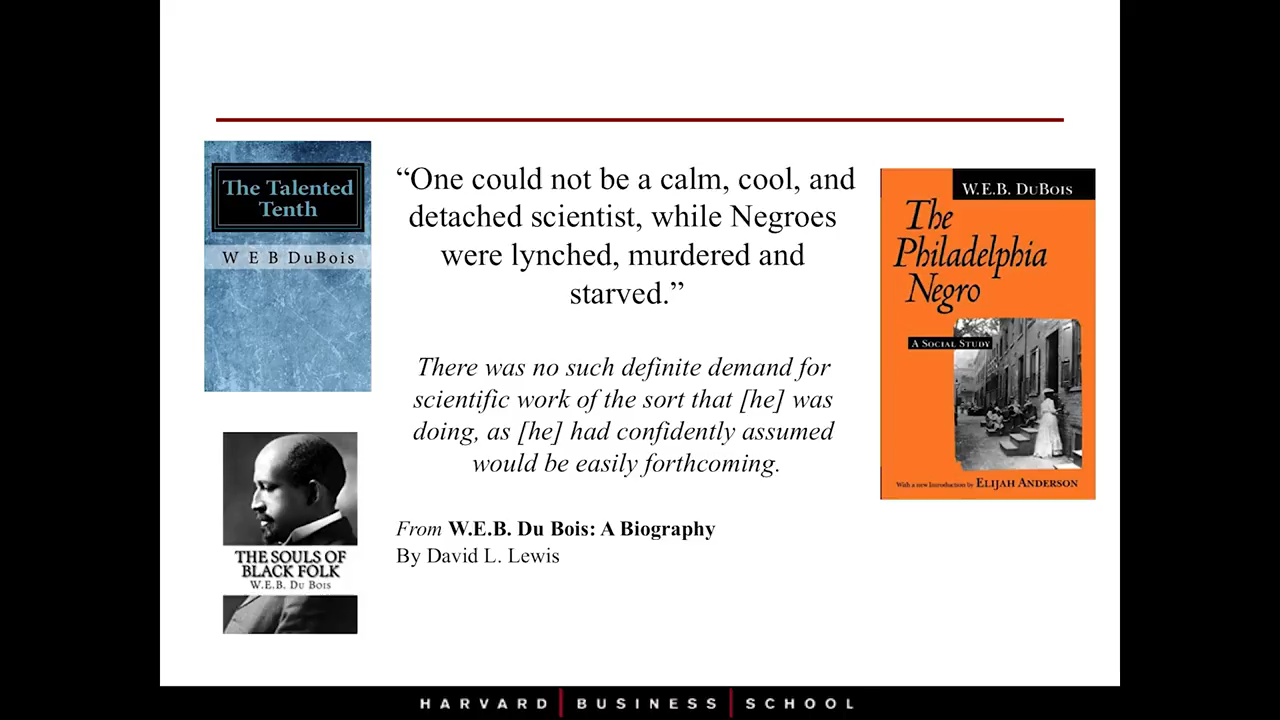 The Talented
Tenth
W E B DuBois
THE SOULS OF
BLACK FOLK
W.E.B. DU BOIS
“One could not be a calm, cool, and
detached scientist, while Negroes
were lynched, murdered and
starved.”
There was no such definite demand for
scientific work of the sort that [he] was
doing, as [he] had confidently assumed
would be easily forthcoming.
From W.E.B. Du Bois: A Biography
By David L. Lewis
W.E.B. DUBOIS
The
Philadelphia
Negro
A SOCIAL STUDY
With a new Introduction by ELIJAH ANDERSON
HARVARD | BUSINESS | SCHOOL